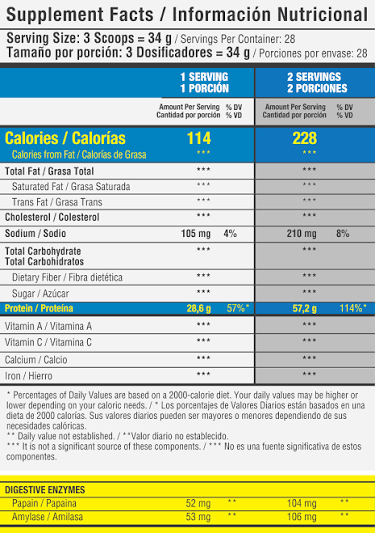 Supplement Facts / Información Nutricional
Serving Size: 3 Scoops = 34 g / Servings Per Container: 28
Tamaño por porción: 3 Dosificadores = 34 g / Porciones por envase: 28
1 SERVING 2 SERVINGS
1 PORCIÓN 2 PORCIONES
Amount Per Serving % DV Amount Per Serving % DV
Cantidad por porción % VD Cantidad por porción % VD
Calories / Calorías 114 228
Calories from Fat / Calorías de Grasa *** ***
Total Fat / Grasa Total *** ***
Saturated Fat / Grasa Saturada *** ***
Trans Fat / Grasa Trans *** ***
Cholesterol / Colesterol *** ***
Sodium / Sodio 105 mg 4% 210 mg 8%
Total Carbohydrate *** ***
Total Carbohidratos
Dietary Fiber / Fibra dietética *** ***
Sugar / Azúcar *** ***
Protein / Proteína 28,6 g 57%* 57,2 g 114%*
Vitamin A / Vitamina A *** ***
Vitamin C / Vitamina C *** ***
Calcium / Calcio *** ***
Iron / Hierro *** ***
* Percentages of Daily Values are based on a 2000-calorie diet. Your daily values may be higher or
lower depending on your caloric needs. / * Los porcentajes de Valores Diarios están basados en una
dieta de 2000 calorías. Sus valores diarios pueden ser mayores o menores dependiendo de sus
necesidades calóricas.
** Daily value not established. / **Valor diario no establecido.
*** It is not a significant source of these components. / *** No es una fuente significativa de estos
componentes.
DIGESTIVE ENZYMES
Papain / Papaina 52 mg ** 104 mg **
Amylase / Amilasa 53 mg ** 106 mg **